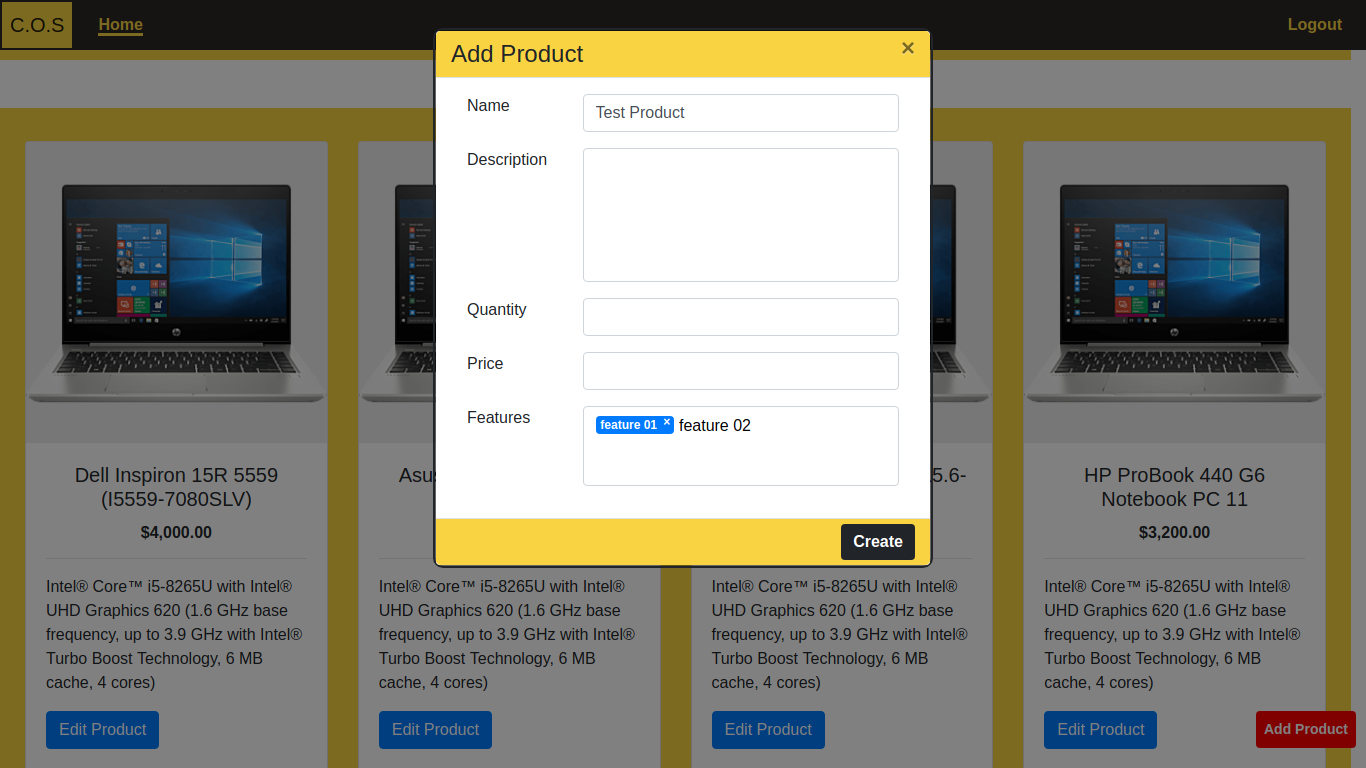 C.O.S
Home
Logout
Add Product
×
Name
Test Product
Description
Quantity
Price
Features
feature 01 ×
feature 02
Create
Dell Inspiron 15R 5559
(I5559-7080SLV)
$4,000.00
Intel® Core™ i5-8265U with Intel®
UHD Graphics 620 (1.6 GHz base
frequency, up to 3.9 GHz with Intel®
Turbo Boost Technology, 6 MB
cache, 4 cores)
Edit Product
Intel® Core™ i5-8265U with Intel®
UHD Graphics 620 (1.6 GHz base
frequency, up to 3.9 GHz with Intel®
Turbo Boost Technology, 6 MB
cache, 4 cores)
Edit Product
5.6-
Intel® Core™ i5-8265U with Intel®
UHD Graphics 620 (1.6 GHz base
frequency, up to 3.9 GHz with Intel®
Turbo Boost Technology, 6 MB
cache, 4 cores)
Edit Product
HP ProBook 440 G6
Notebook PC 11
$3,200.00
Intel® Core™ i5-8265U with Intel®
UHD Graphics 620 (1.6 GHz base
frequency, up to 3.9 GHz with Intel®
Turbo Boost Technology, 6 MB
cache, 4 cores)
Edit Product
Add Product